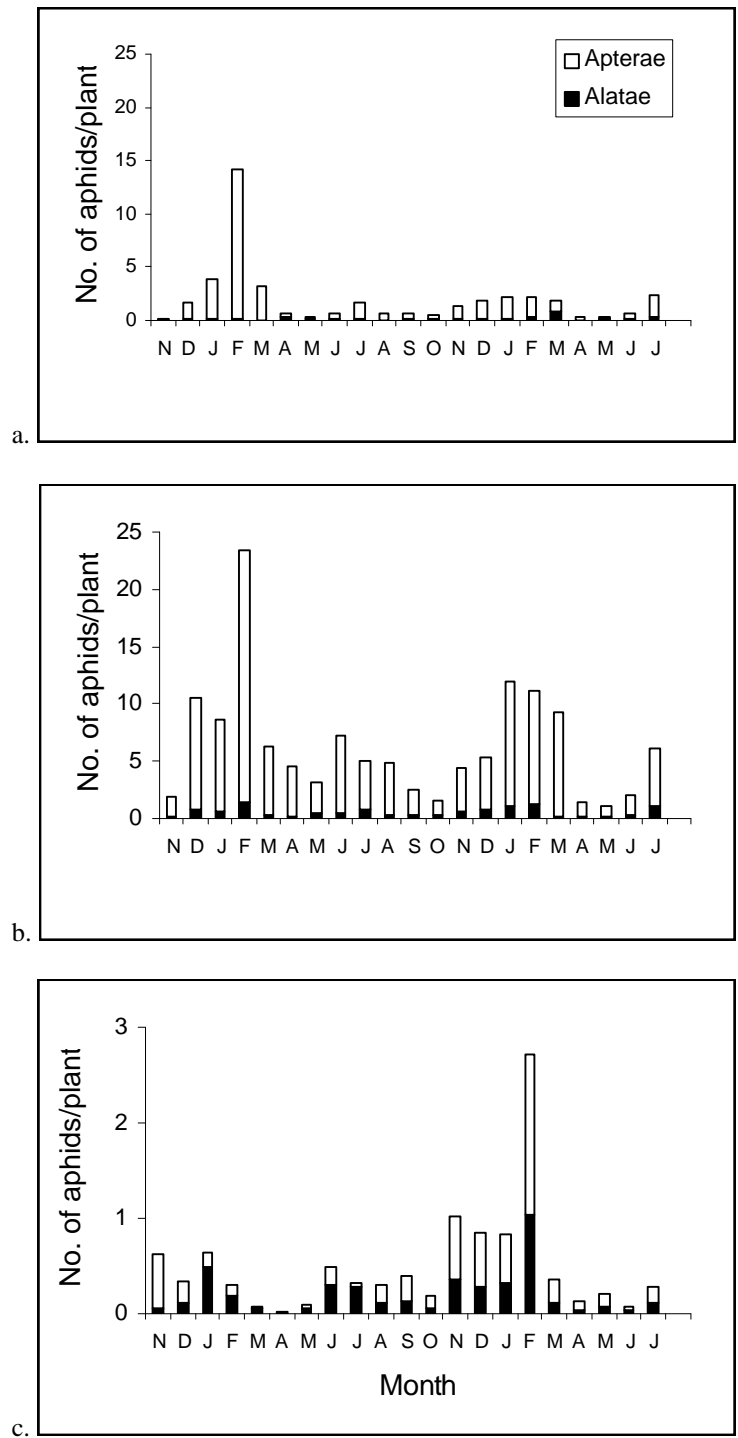 25
20
15
10
5
0
No. of aphids/plant
Apterae
Alatae
N D J F M A M J J A S O N D J F M A M J J
a.
25
20
15
10
5
0
No. of aphids/plant
N D J F M A M J J A S O N D J F M A M J J
b.
3
2
1
0
No. of aphids/plant
N D J F M A M J J A S O N D J F M A M J J
Month
c.